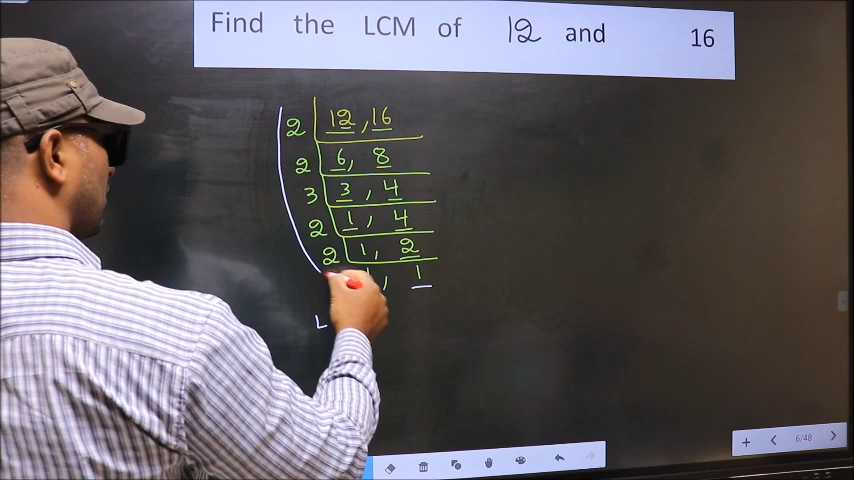 Find the LCM of 12 and 16
2 12, 16
2 6, 8
3 3, 4
2 1, 4
2 1, 2
1, 1
L
6/48